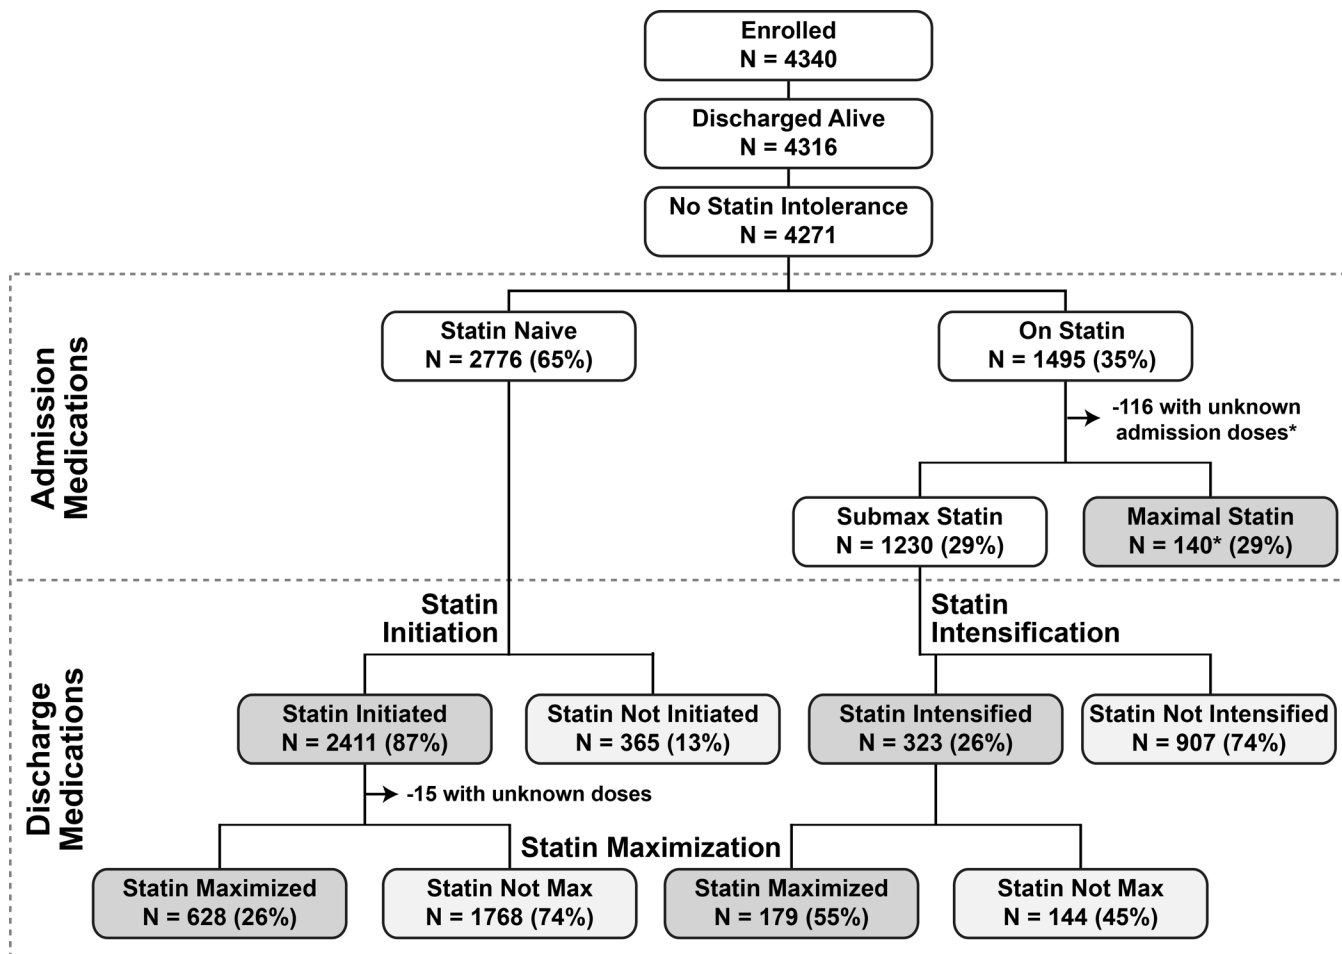 Enrolled
N = 4340
Discharged Alive
N = 4316
No Statin Intolerance
N = 4271
Admission
Medications
Statin Naive
N = 2776 (65%)
On Statin
N = 1495 (35%)
-116 with unknown
admission doses*
Submax Statin
N = 1230 (29%)
Maximal Statin
N = 140* (29%)
Discharge
Medications
Statin
Initiation
Statin
Intensification
Statin Initiated
N = 2411 (87%)
Statin Not Initiated
N = 365 (13%)
Statin Intensified
N = 323 (26%)
Statin Not Intensified
N = 907 (74%)
-15 with unknown doses
Statin Maximization
Statin Maximized
N = 628 (26%)
Statin Not Max
N = 1768 (74%)
Statin Maximized
N = 179 (55%)
Statin Not Max
N = 144 (45%)